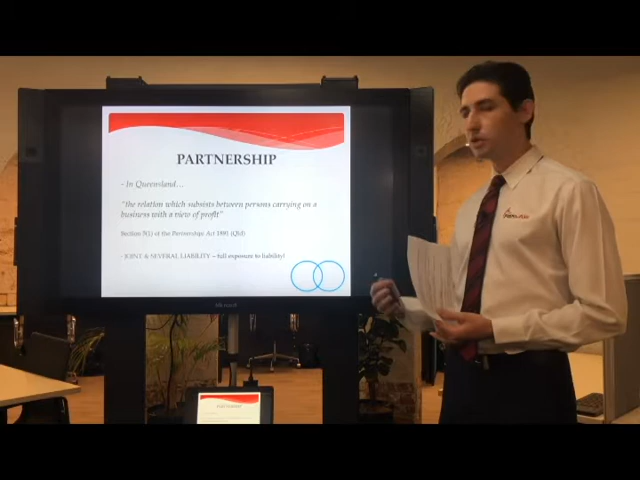 PARTNERSHIP
- In Queensland…
"the relation which subsists between persons carrying on a
business with a view of profit"
Section 5(1) of the Partnership Act 1891 (Qld)
- JOINT & SEVERAL LIABILITY – full exposure to liability!